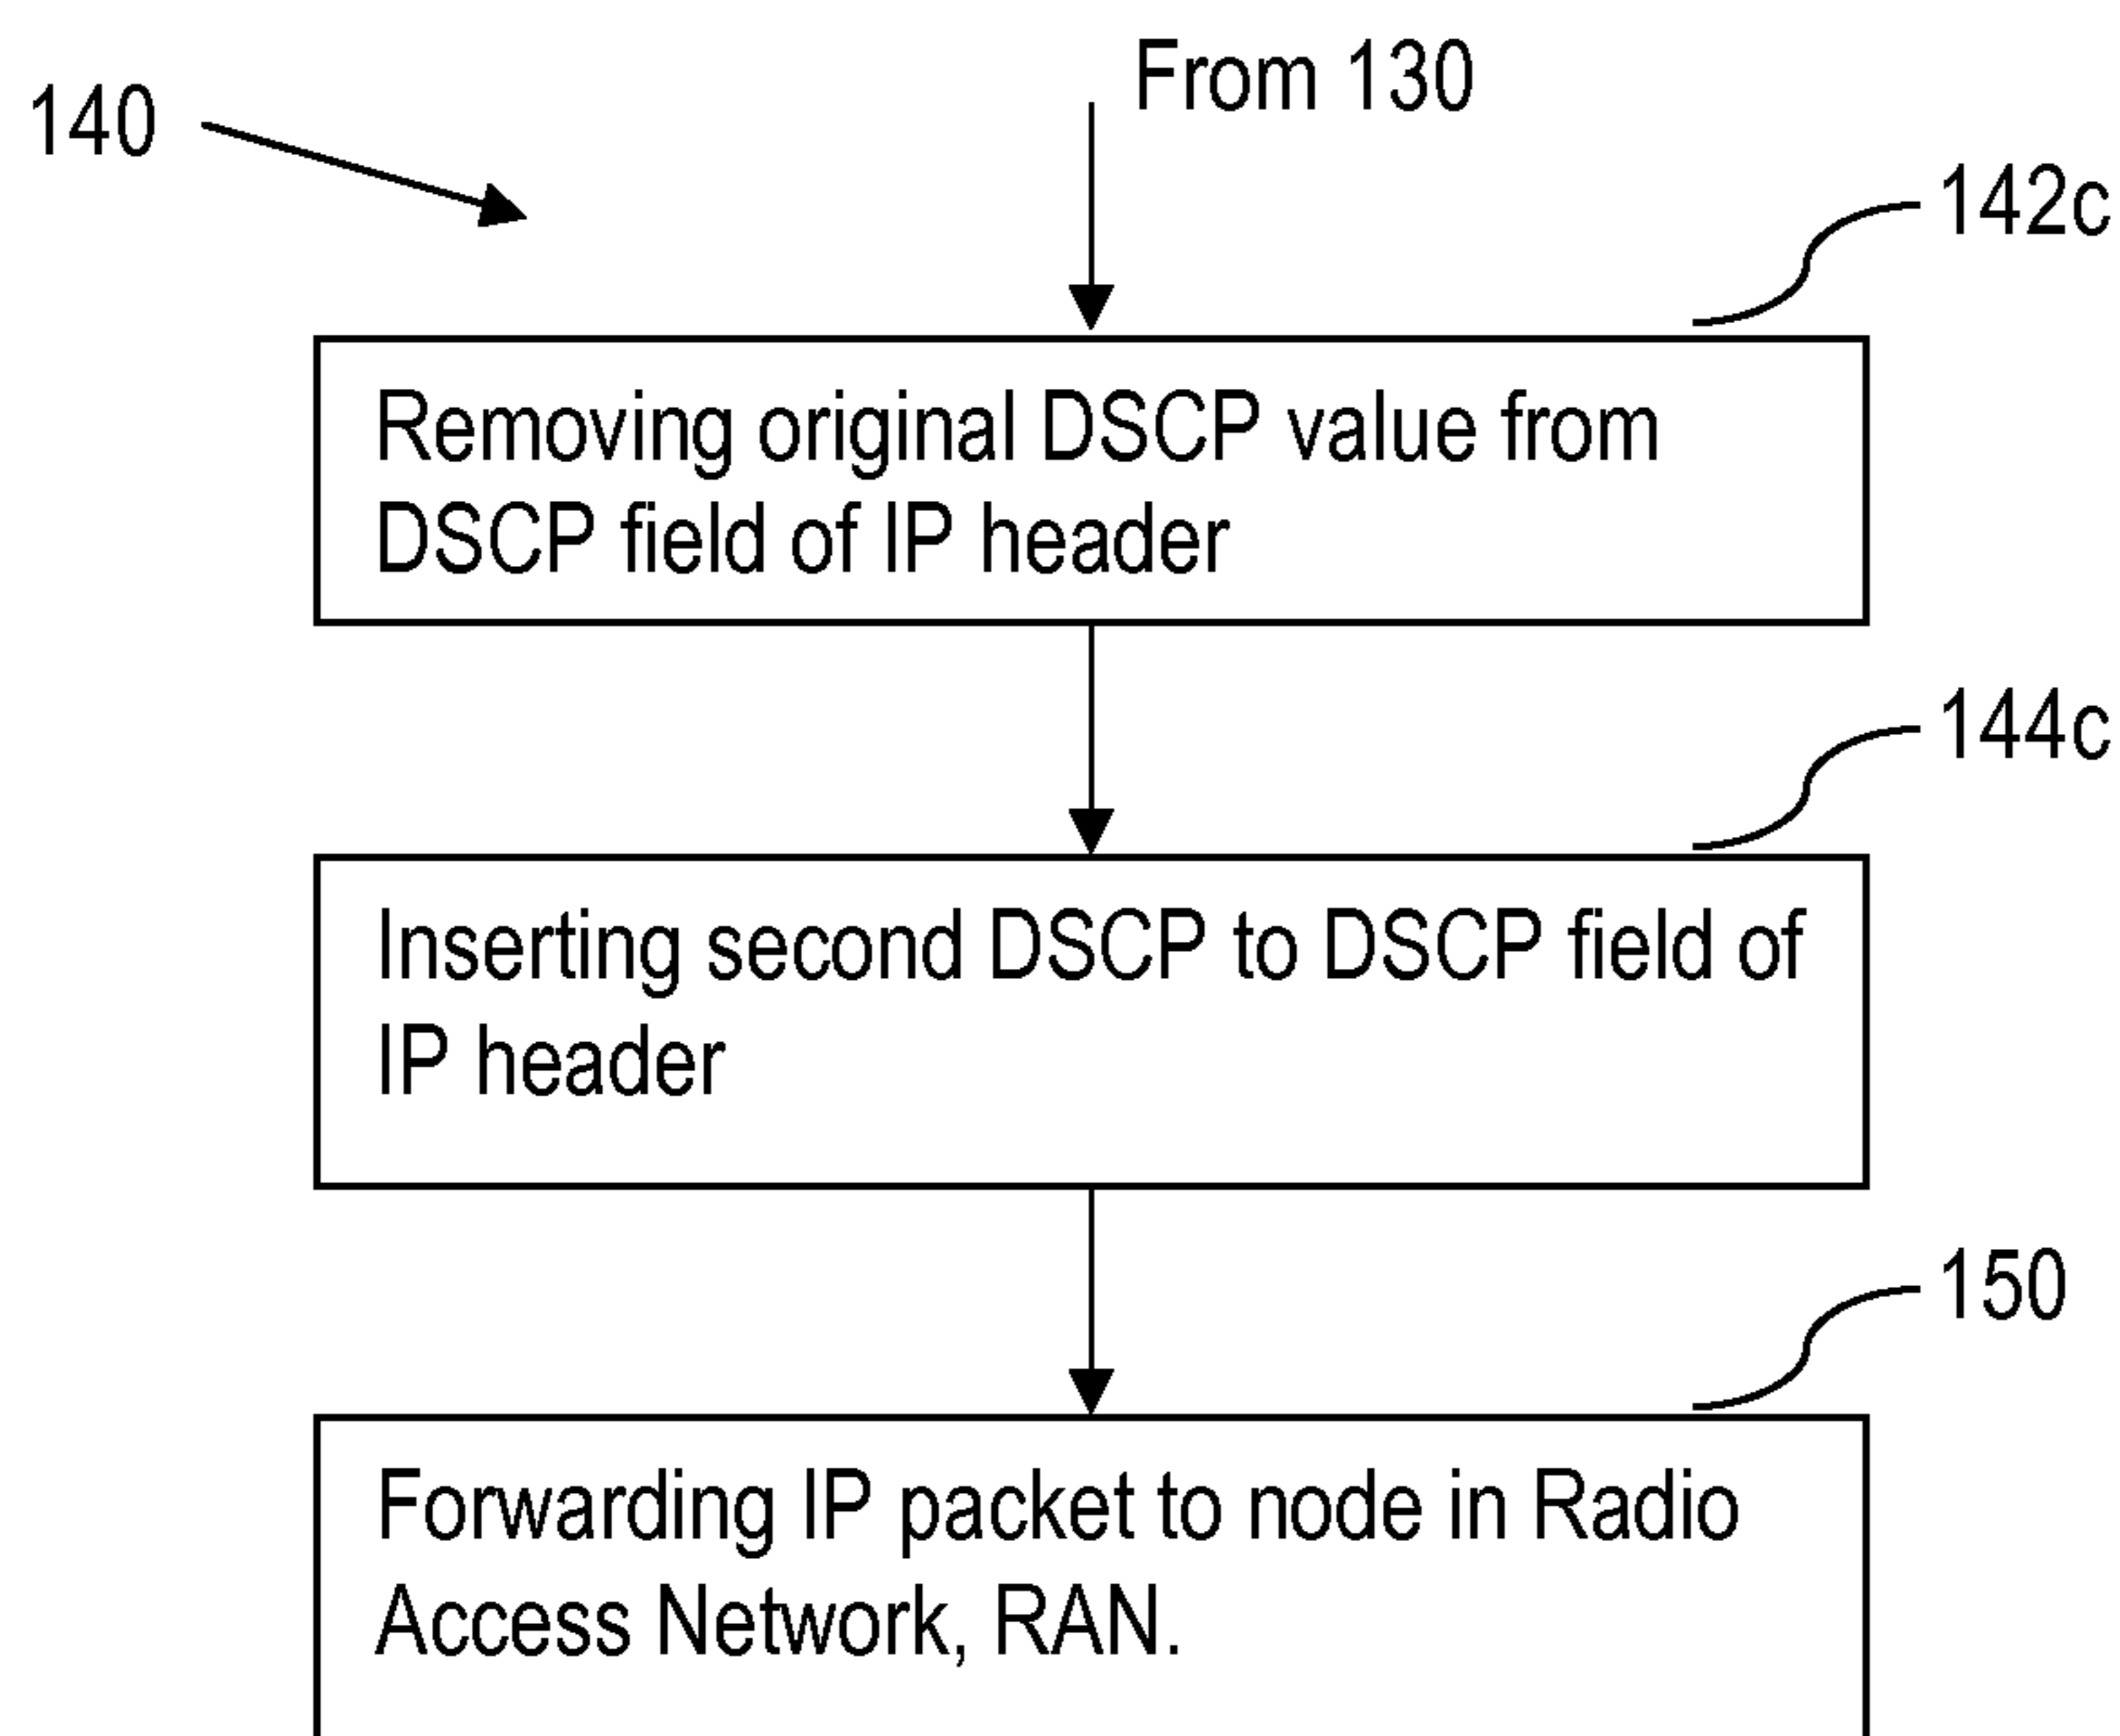 From 130
140
142c
Removing original DSCP value from
DSCP field of IP header
144c
Inserting second DSCP to DSCP field of
IP header
150
Forwarding IP packet to node in Radio
Access Network, RAN.